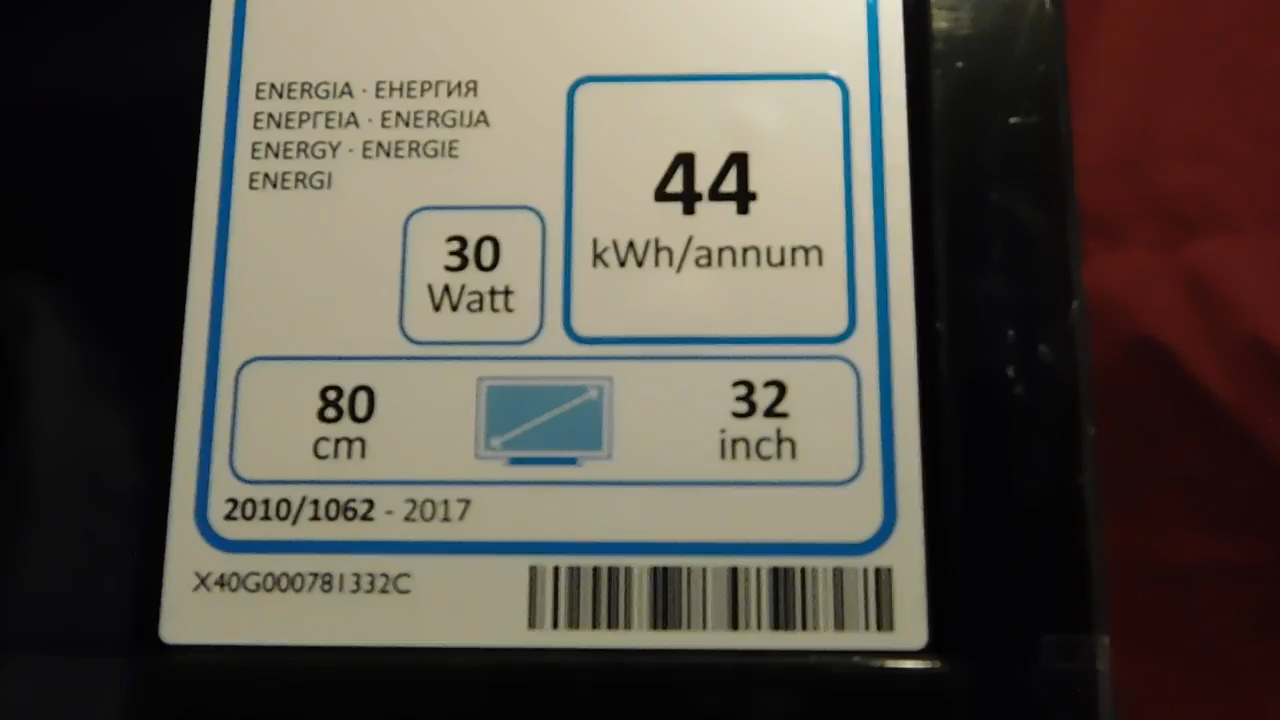 ENERGIA · ЕНЕРГИЯ
ΕΝΕΡΓΕΙΑ · ENERGIJA
ENERGY · ENERGIE
ENERGI
44
kWh/annum
30
Watt
80
cm
32
inch
2010/1062 - 2017
X40G000781332C